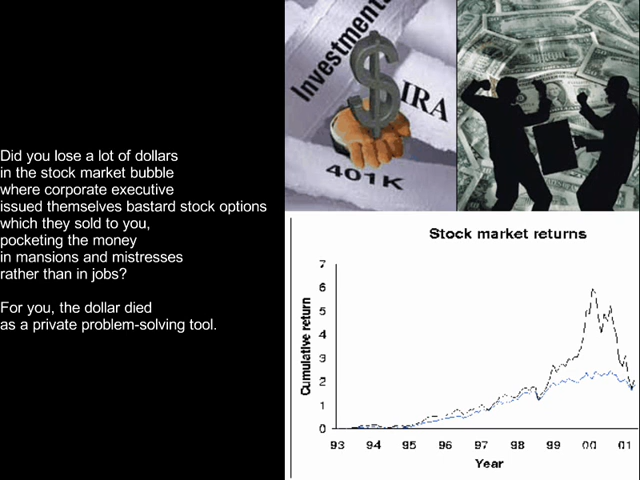 Did you lose a lot of dollars
in the stock market bubble
where corporate executive
issued themselves bastard stock options
which they sold to you,
pocketing the money
in mansions and mistresses
rather than in jobs?
For you, the dollar died
as a private problem-solving tool.
Investment
$
IRA
401K
Stock market returns
Cumulative return
7
6
5
4
3
2
1
0
93 94 95 96 97 98 99 00 01
Year